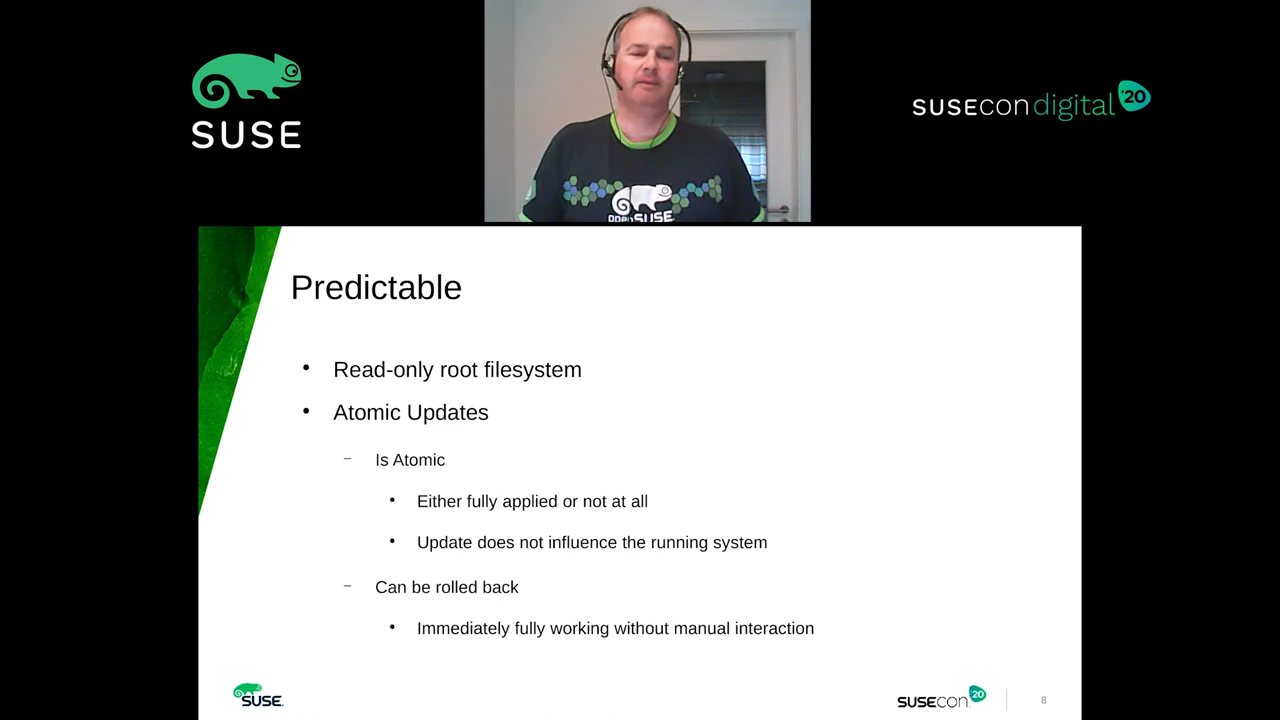 SUSE
SUSEcon digital '20
openSUSE
Predictable
• Read-only root filesystem
• Atomic Updates
– Is Atomic
• Either fully applied or not at all
• Update does not influence the running system
– Can be rolled back
• Immediately fully working without manual interaction
SUSE
SUSEcon '20
8